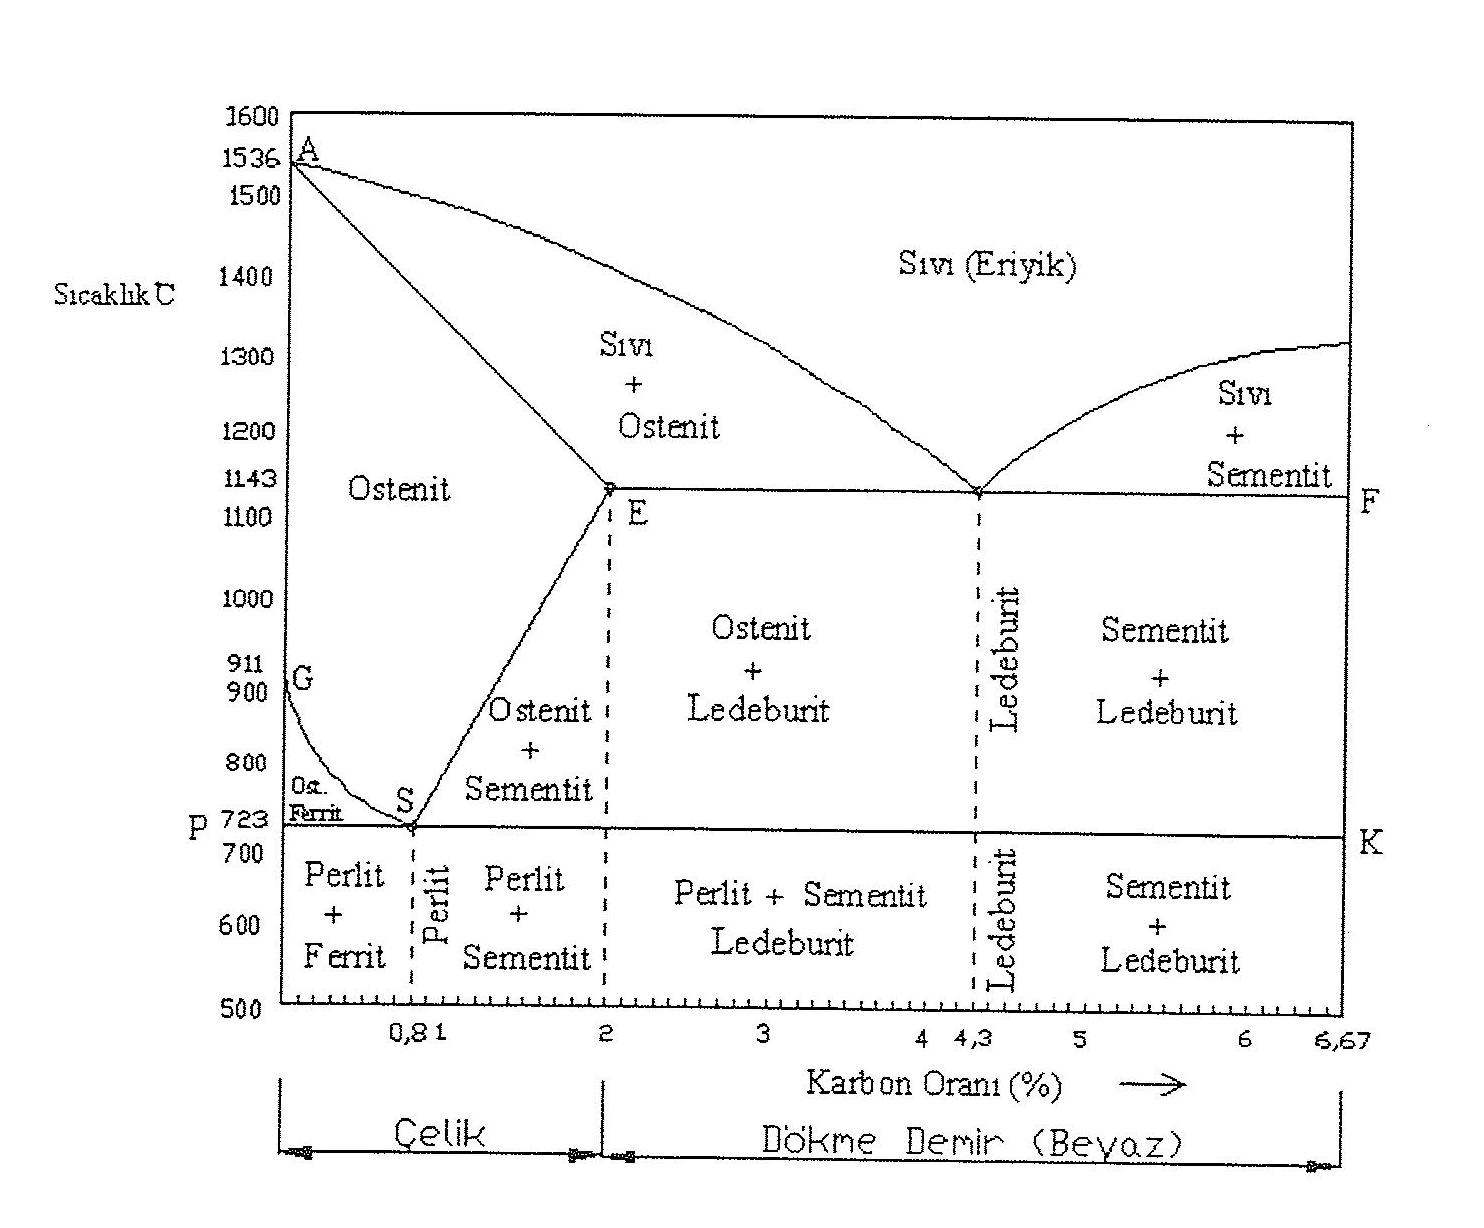 1600
A
1536
1500
Sıvı (Eriyik)
1400
Sıcaklık °C
Sıvı
+
Ostenit
1300
Sıvı
+
Sementit
1200
1143
Ostenit
E
F
1100
1000
Ostenit
+
Ledeburit
Ledeburit
Sementit
+
Ledeburit
911
G
900
Ostenit
+
Sementit
800
Ost.
Ferrit
S
P
723
K
700
Perlit
+
Ferrit
Perlit
Perlit
+
Sementit
Perlit + Sementit
Ledeburit
Ledeburit
Sementit
+
Ledeburit
600
500
0,8 1 2 3 4 4,3 5 6 6,67
Karbon Oranı (%)
Çelik
Dökme Demir (Beyaz)